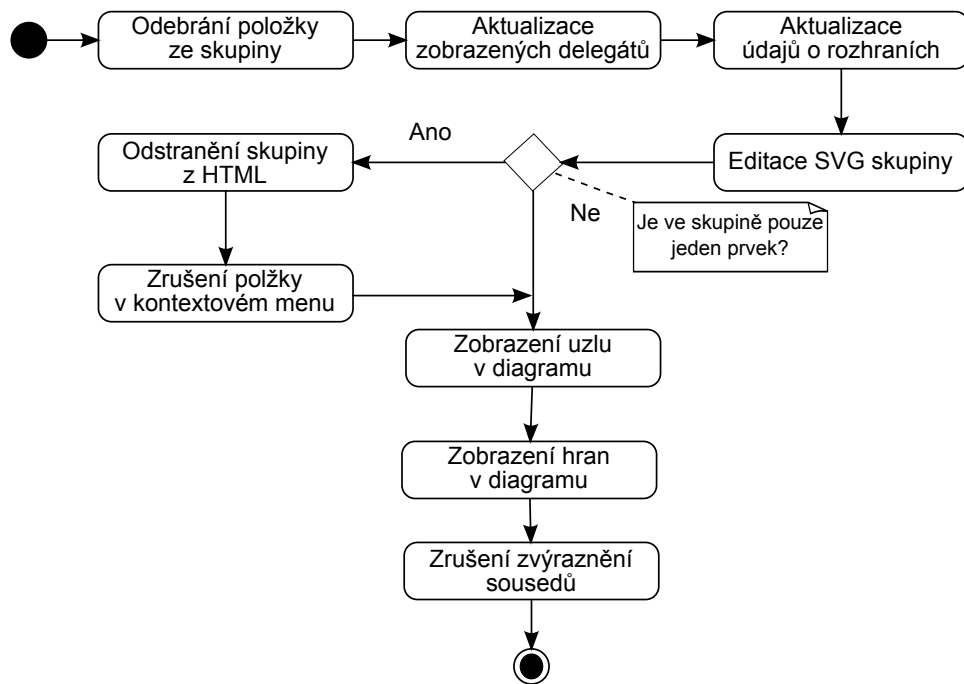 Odebrání položky
ze skupiny
Aktualizace
zobrazených delegátů
Aktualizace
údajů o rozhraních
Editace SVG skupiny
Ano
Odstranění skupiny
z HTML
Ne
Je ve skupině pouze
jeden prvek?
Zrušení polžky
v kontextovém menu
Zobrazení uzlu
v diagramu
Zobrazení hran
v diagramu
Zrušení zvýraznění
sousedů